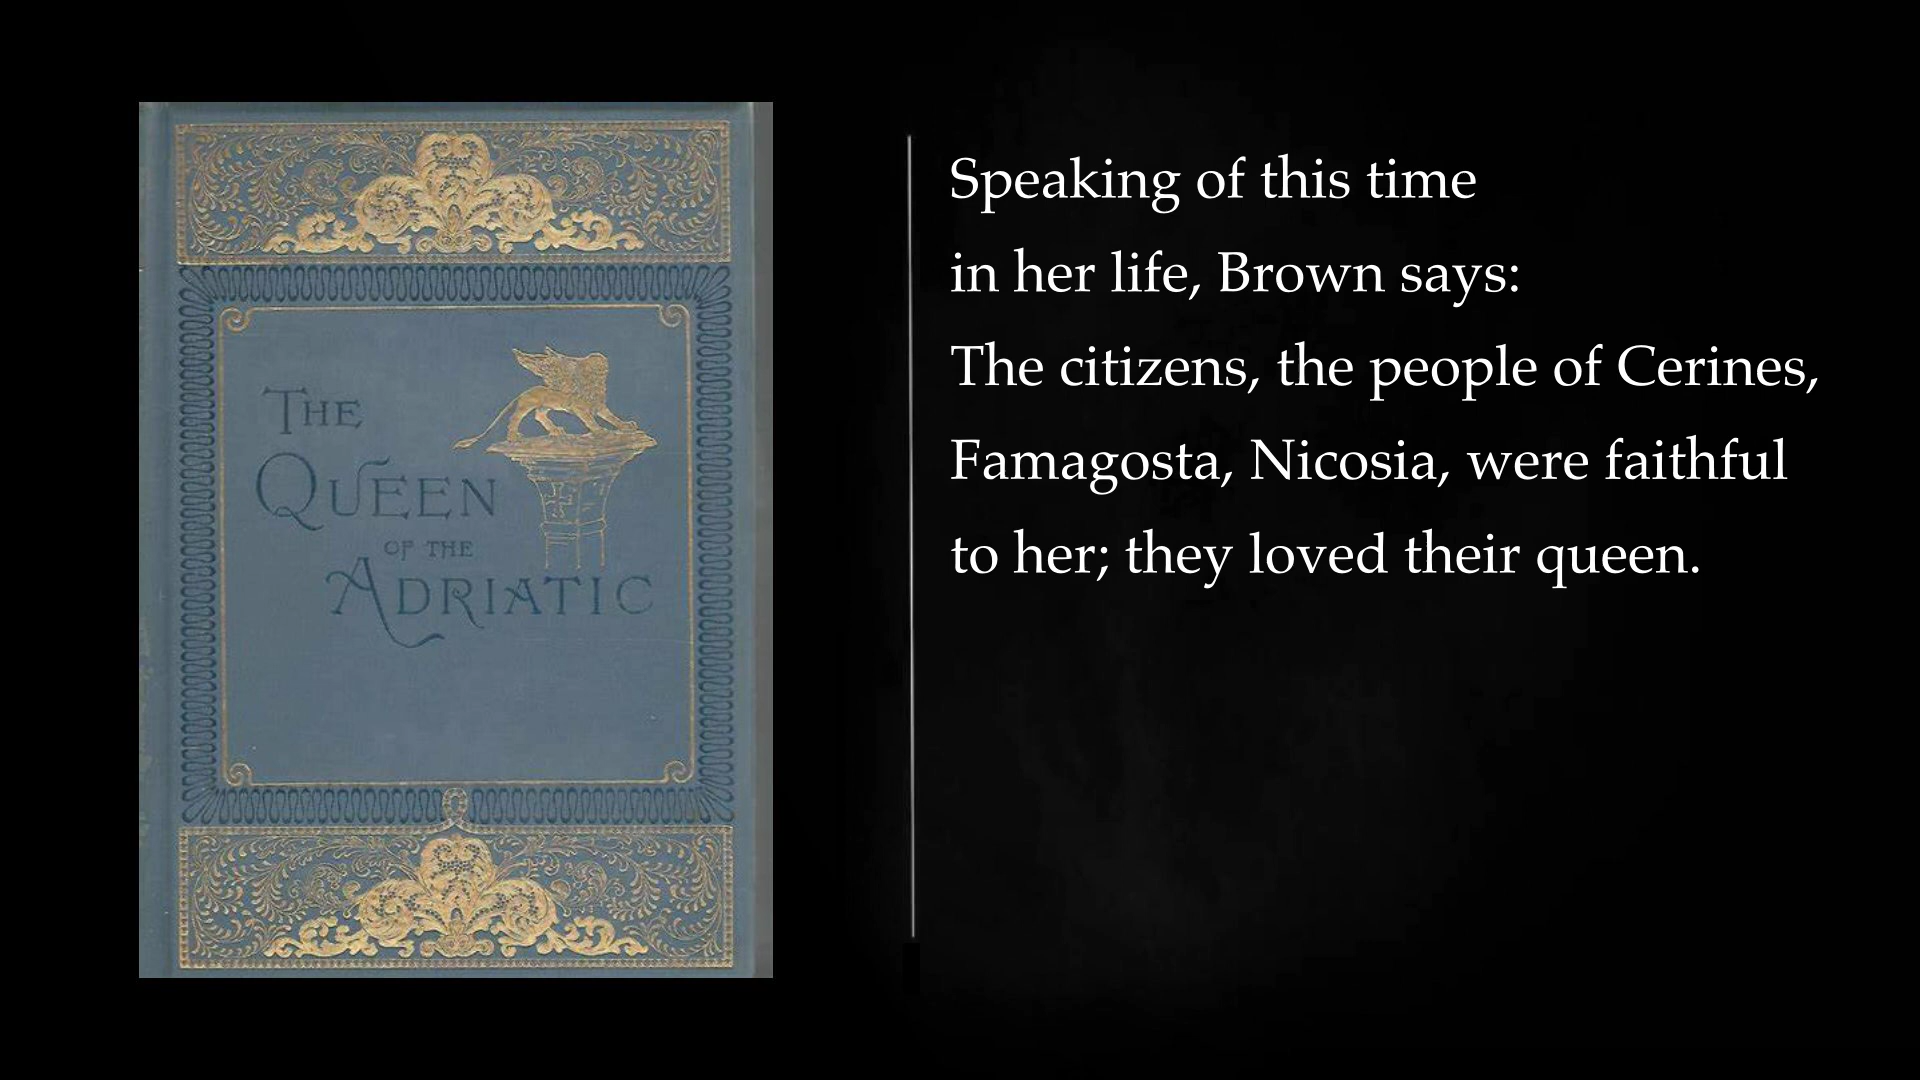 The
Queen
of the
Adriatic
Speaking of this time
in her life, Brown says:
The citizens, the people of Cerines,
Famagosta, Nicosia, were faithful
to her; they loved their queen.